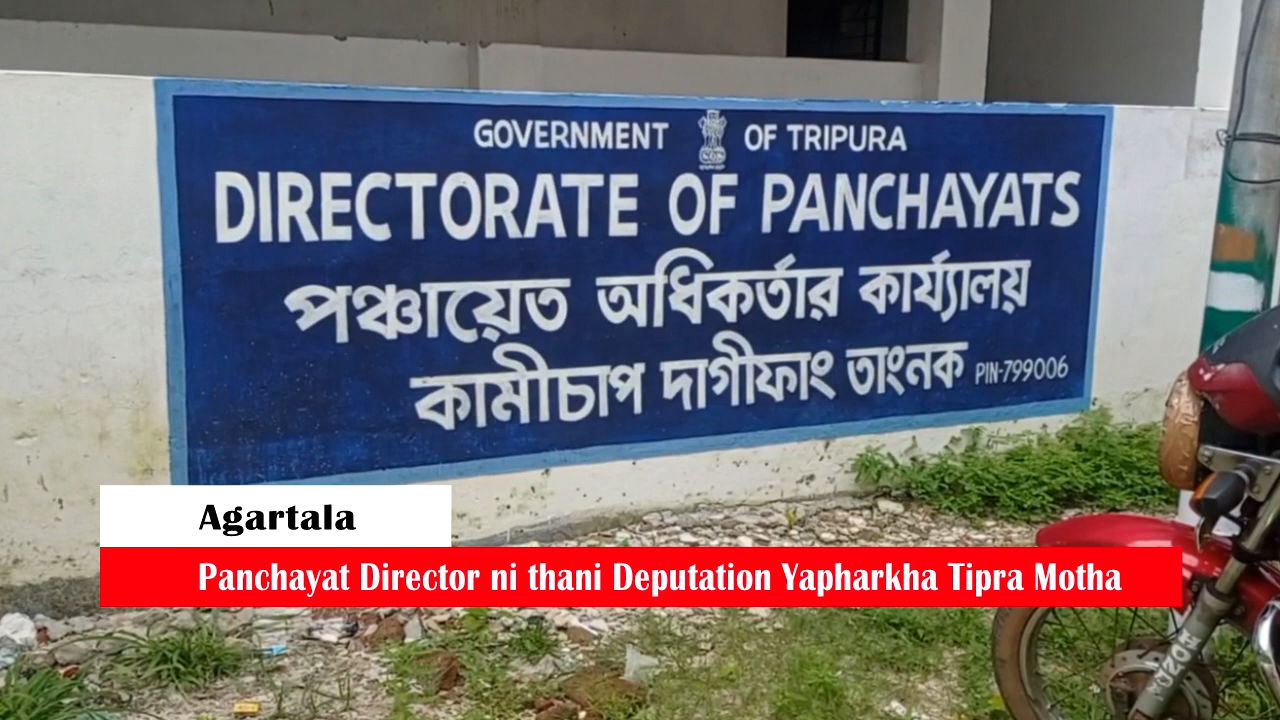 GOVERNMENT OF TRIPURA
DIRECTORATE OF PANCHAYATS
পঞ্চায়েত অধিকর্তার কার্য্যালয়
কামীচাপ দাগীফাং তাংনক PIN-799006
Agartala
Panchayat Director ni thani Deputation Yapharkha Tipra Motha